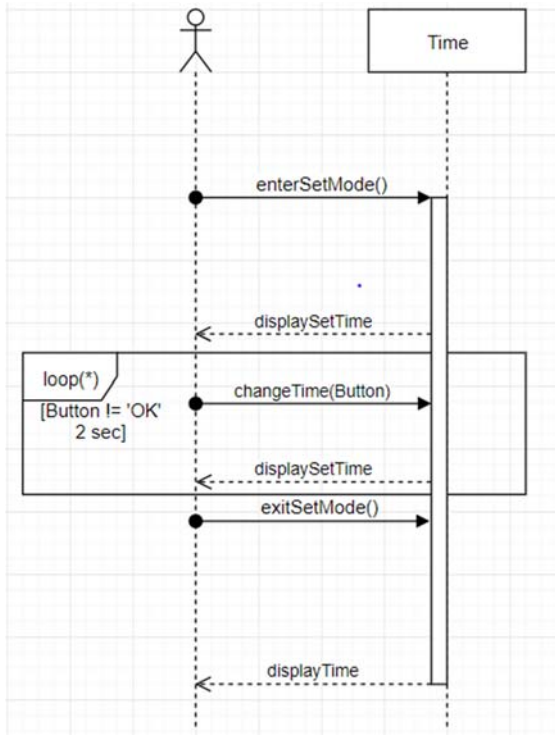 Time
enterSetMode()
displaySetTime
loop(*)
[Button != 'OK'
2 sec]
changeTime(Button)
displaySetTime
exitSetMode()
displayTime